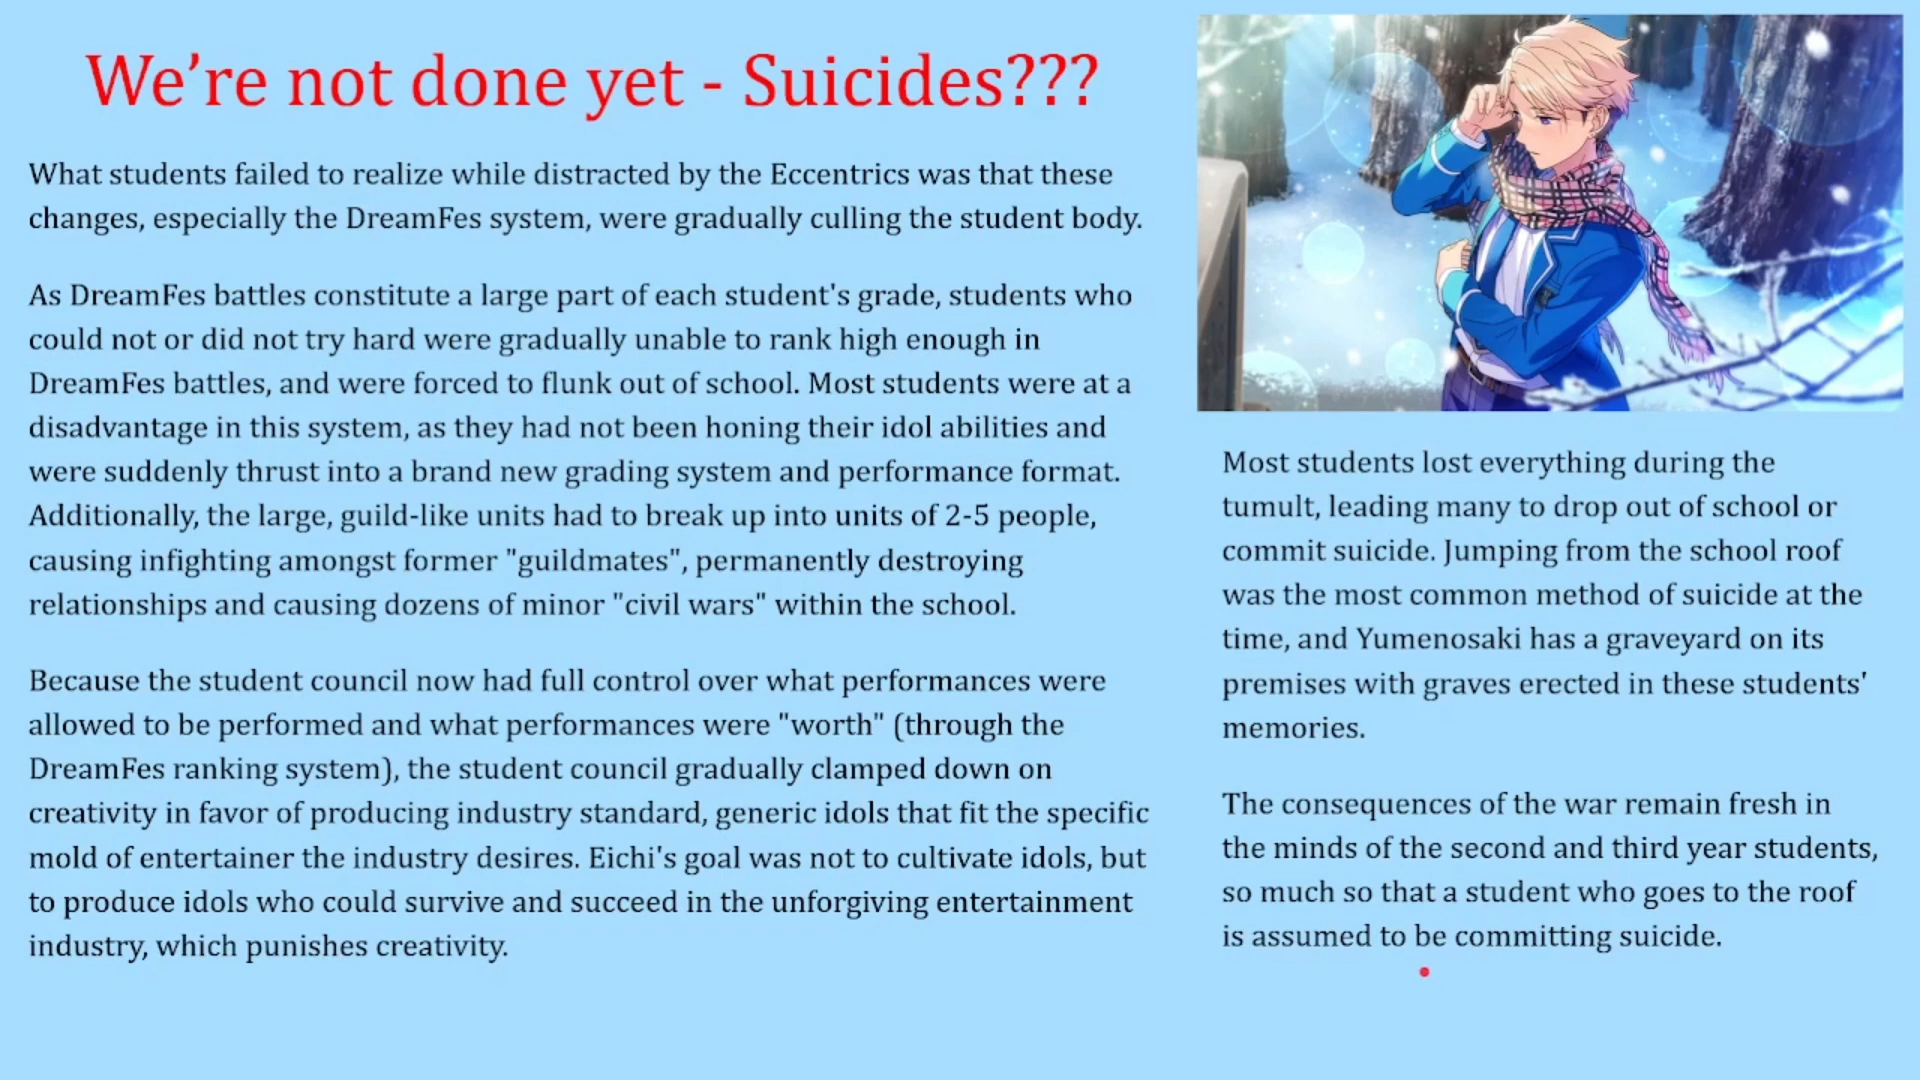 We’re not done yet - Suicides???
What students failed to realize while distracted by the Eccentrics was that these
changes, especially the DreamFes system, were gradually culling the student body.
As DreamFes battles constitute a large part of each student's grade, students who
could not or did not try hard were gradually unable to rank high enough in
DreamFes battles, and were forced to flunk out of school. Most students were at a
disadvantage in this system, as they had not been honing their idol abilities and
were suddenly thrust into a brand new grading system and performance format.
Additionally, the large, guild-like units had to break up into units of 2-5 people,
causing infighting amongst former "guildmates", permanently destroying
relationships and causing dozens of minor "civil wars" within the school.
Because the student council now had full control over what performances were
allowed to be performed and what performances were "worth" (through the
DreamFes ranking system), the student council gradually clamped down on
creativity in favor of producing industry standard, generic idols that fit the specific
mold of entertainer the industry desires. Eichi's goal was not to cultivate idols, but
to produce idols who could survive and succeed in the unforgiving entertainment
industry, which punishes creativity.
Most students lost everything during the
tumult, leading many to drop out of school or
commit suicide. Jumping from the school roof
was the most common method of suicide at the
time, and Yumenosaki has a graveyard on its
premises with graves erected in these students'
memories.
The consequences of the war remain fresh in
the minds of the second and third year students,
so much so that a student who goes to the roof
is assumed to be committing suicide.